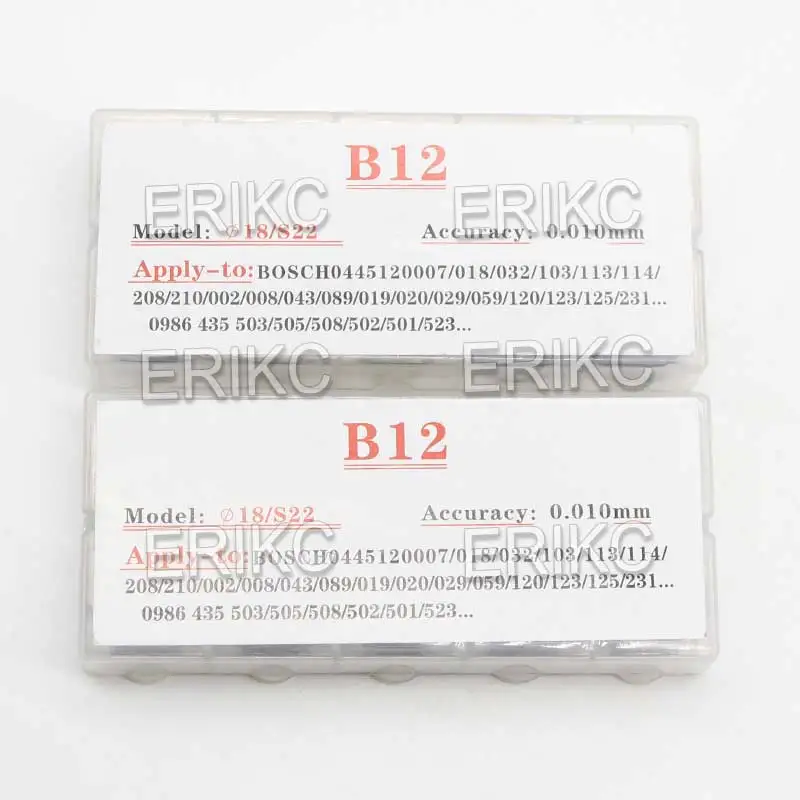 B12
ERIKC ERIKC
Model: ϕ18/S22 Accuracy: 0.010mm
Apply-to:BOSCH0445120007/018/032/103/113/114/
208/210/002/008/043/089/019/020/029/059/120/123/125/231...
0986 435 503/505/508/502/501/523...
ERIKC ERIKC
B12
Model: ϕ18/S22 Accuracy: 0.010mm
ERIKC ERIKC
Apply-to:BOSCH0445120007/018/032/103/113/114/
208/210/002/008/043/089/019/020/029/059/120/123/125/231...
0986 435 503/505/508/502/501/523...